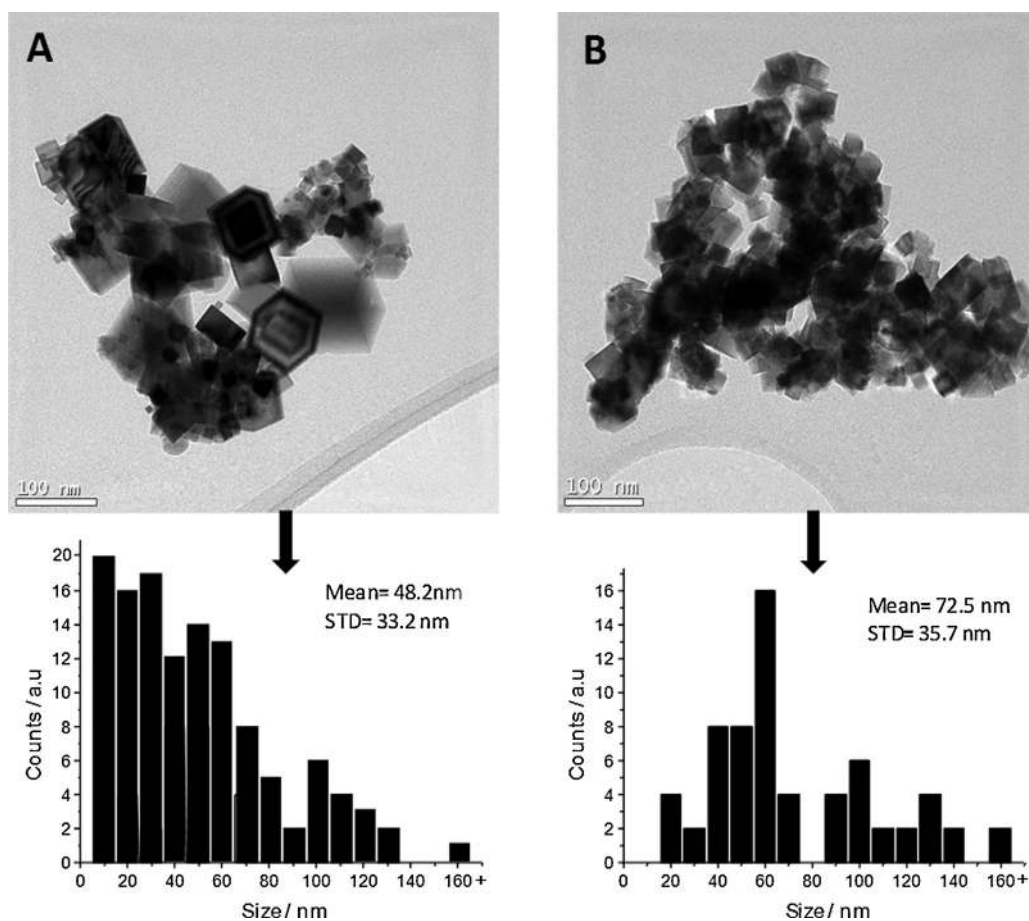 A
B
100 nm
100 nm
Mean= 48.2nm
STD= 33.2 nm
Mean= 72.5 nm
STD= 35.7 nm
Counts / a.u
20
16
14
12
10
8
6
4
2
0
0 20 40 60 80 100 120 140 160 +
Size/ nm
Counts / a.u
16
14
12
10
8
6
4
2
0
0 20 40 60 80 100 120 140 160 +
Size/ nm